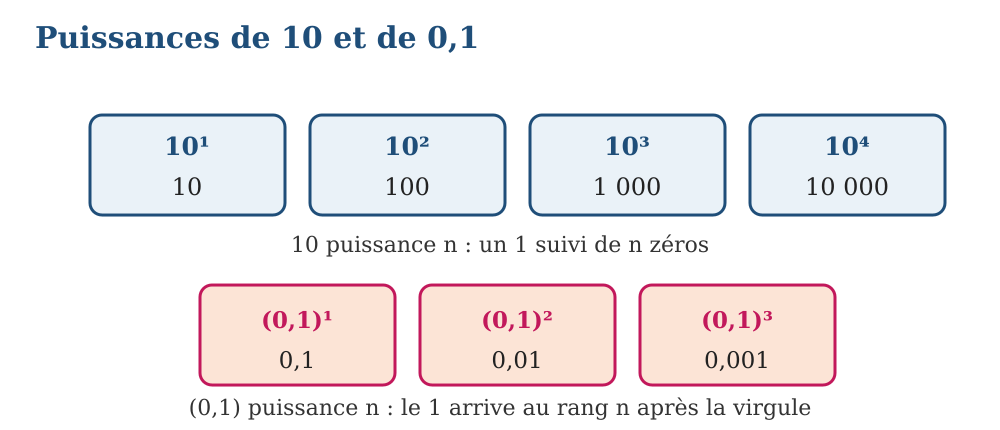 Puissances de 10 et de 0,1
10¹ 10² 10³ 10⁴
10 100 1 000 10 000
10 puissance n : un 1 suivi de n zéros
(0,1)¹ (0,1)² (0,1)³
0,1 0,01 0,001
(0,1) puissance n : le 1 arrive au rang n après la virgule